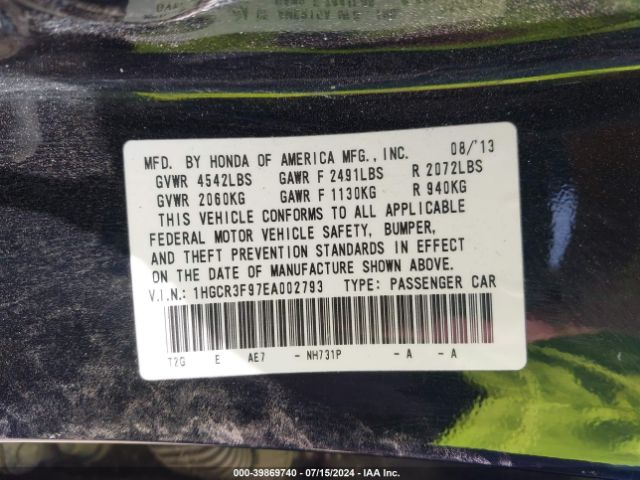 MFD. BY HONDA OF AMERICA MFG., INC. 08/'13
GVWR 4542LBS GAWR F 2491LBS R 2072LBS
GVWR 2060KG GAWR F 1130KG R 940KG
THIS VEHICLE CONFORMS TO ALL APPLICABLE
FEDERAL MOTOR VEHICLE SAFETY, BUMPER,
AND THEFT PREVENTION STANDARDS IN EFFECT
ON THE DATE OF MANUFACTURE SHOWN ABOVE.
V.I.N.: 1HGCR3F97EA002793 TYPE: PASSENGER CAR
T2G E AE7 - NH731P - A - A
000-39869740 - 07/15/2024 - IAA Inc.